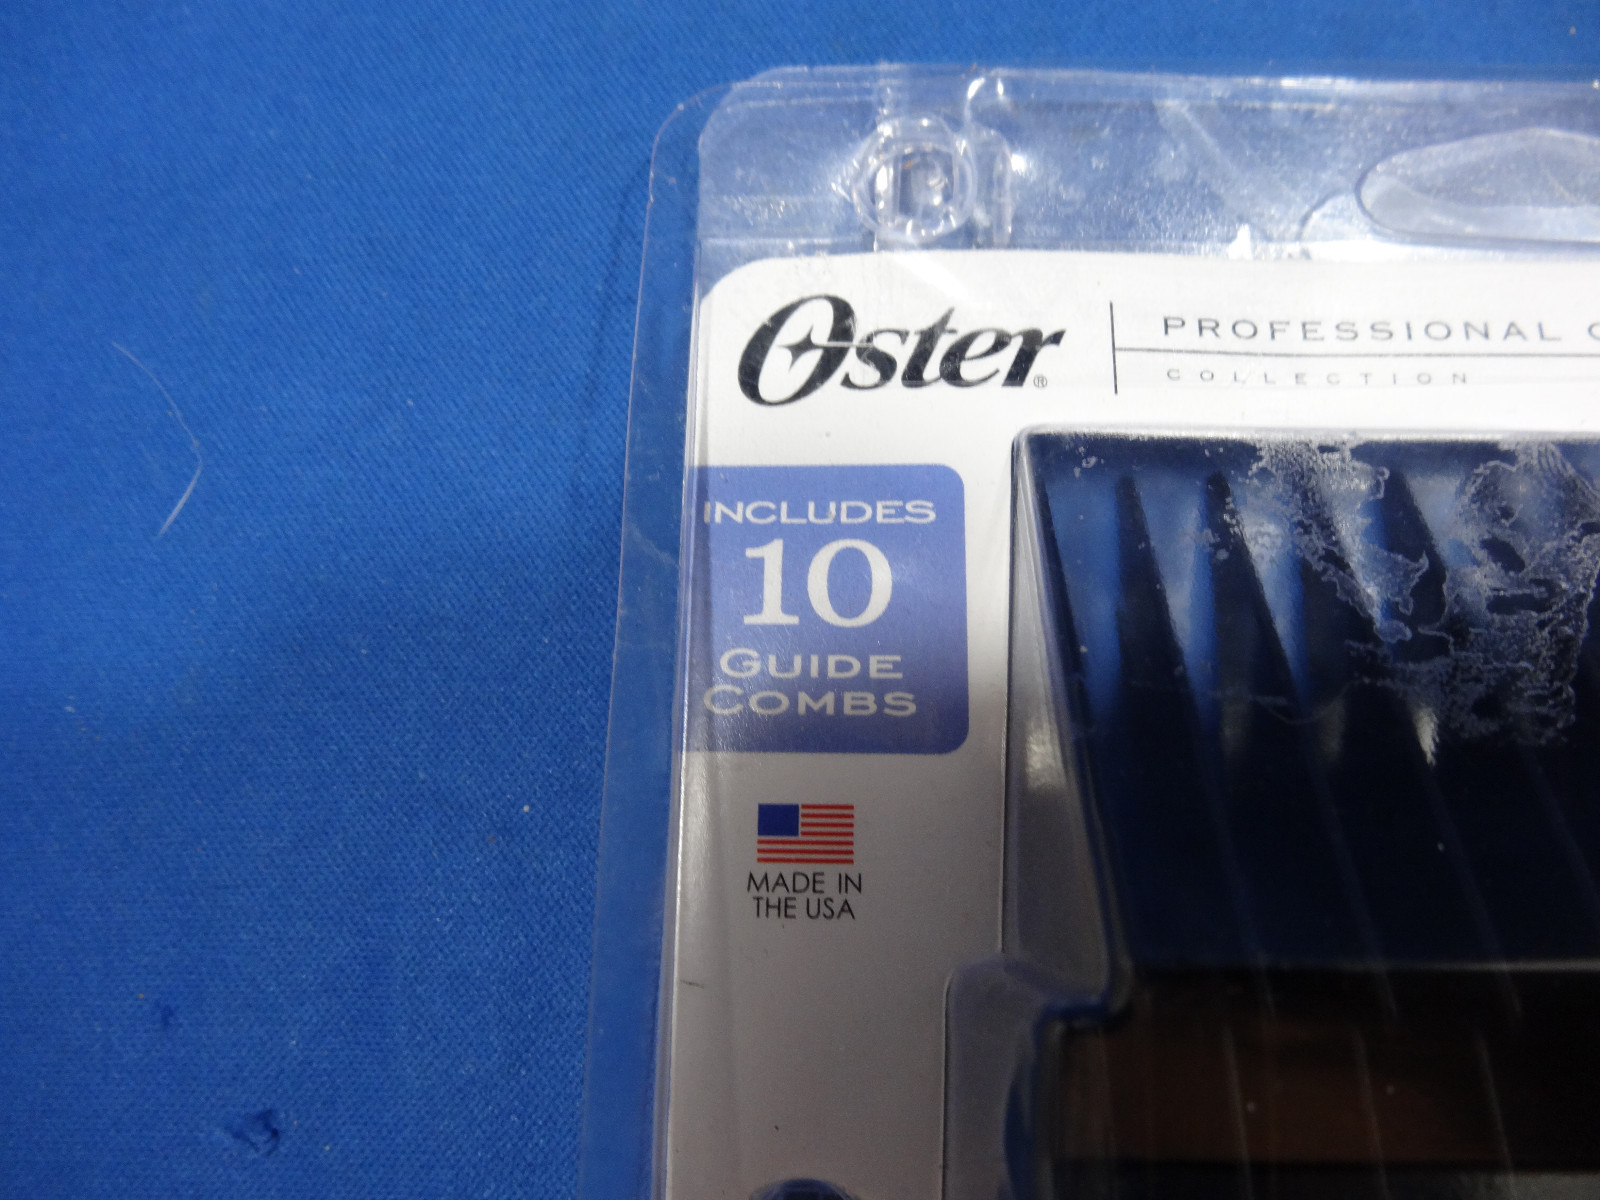 Oster®
PROFESSIONAL
COLLECTION
INCLUDES
10
GUIDE
COMBS
MADE IN
THE USA